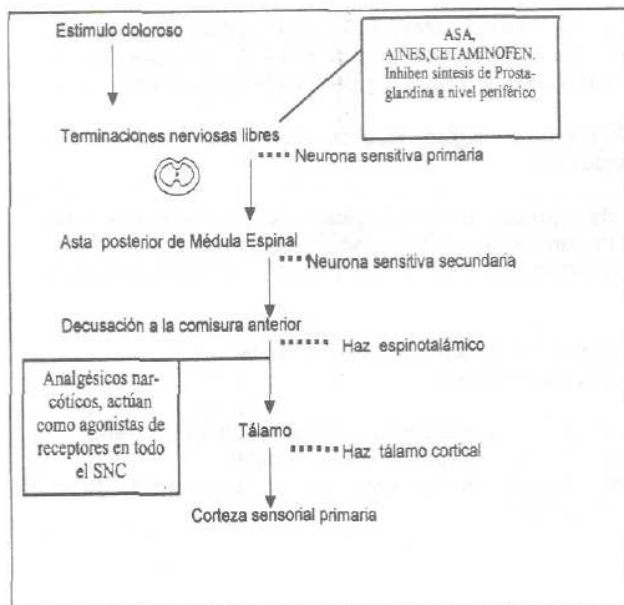 Estimulo doloroso
ASA,
AINES,CETAMINOFEN.
Inhiben síntesis de Prosta-
glandina a nivel periférico
Terminaciones nerviosas libres
Neurona sensitiva primaria
Asta posterior de Médula Espinal
Neurona sensitiva secundaria
Decusación a la comisura anterior
Haz espinotalámico
Analgésicos nar-
cóticos, actúan
como agonistas de
receptores en todo
el SNC
Tálamo
Haz tálamo cortical
Corteza sensorial primaria